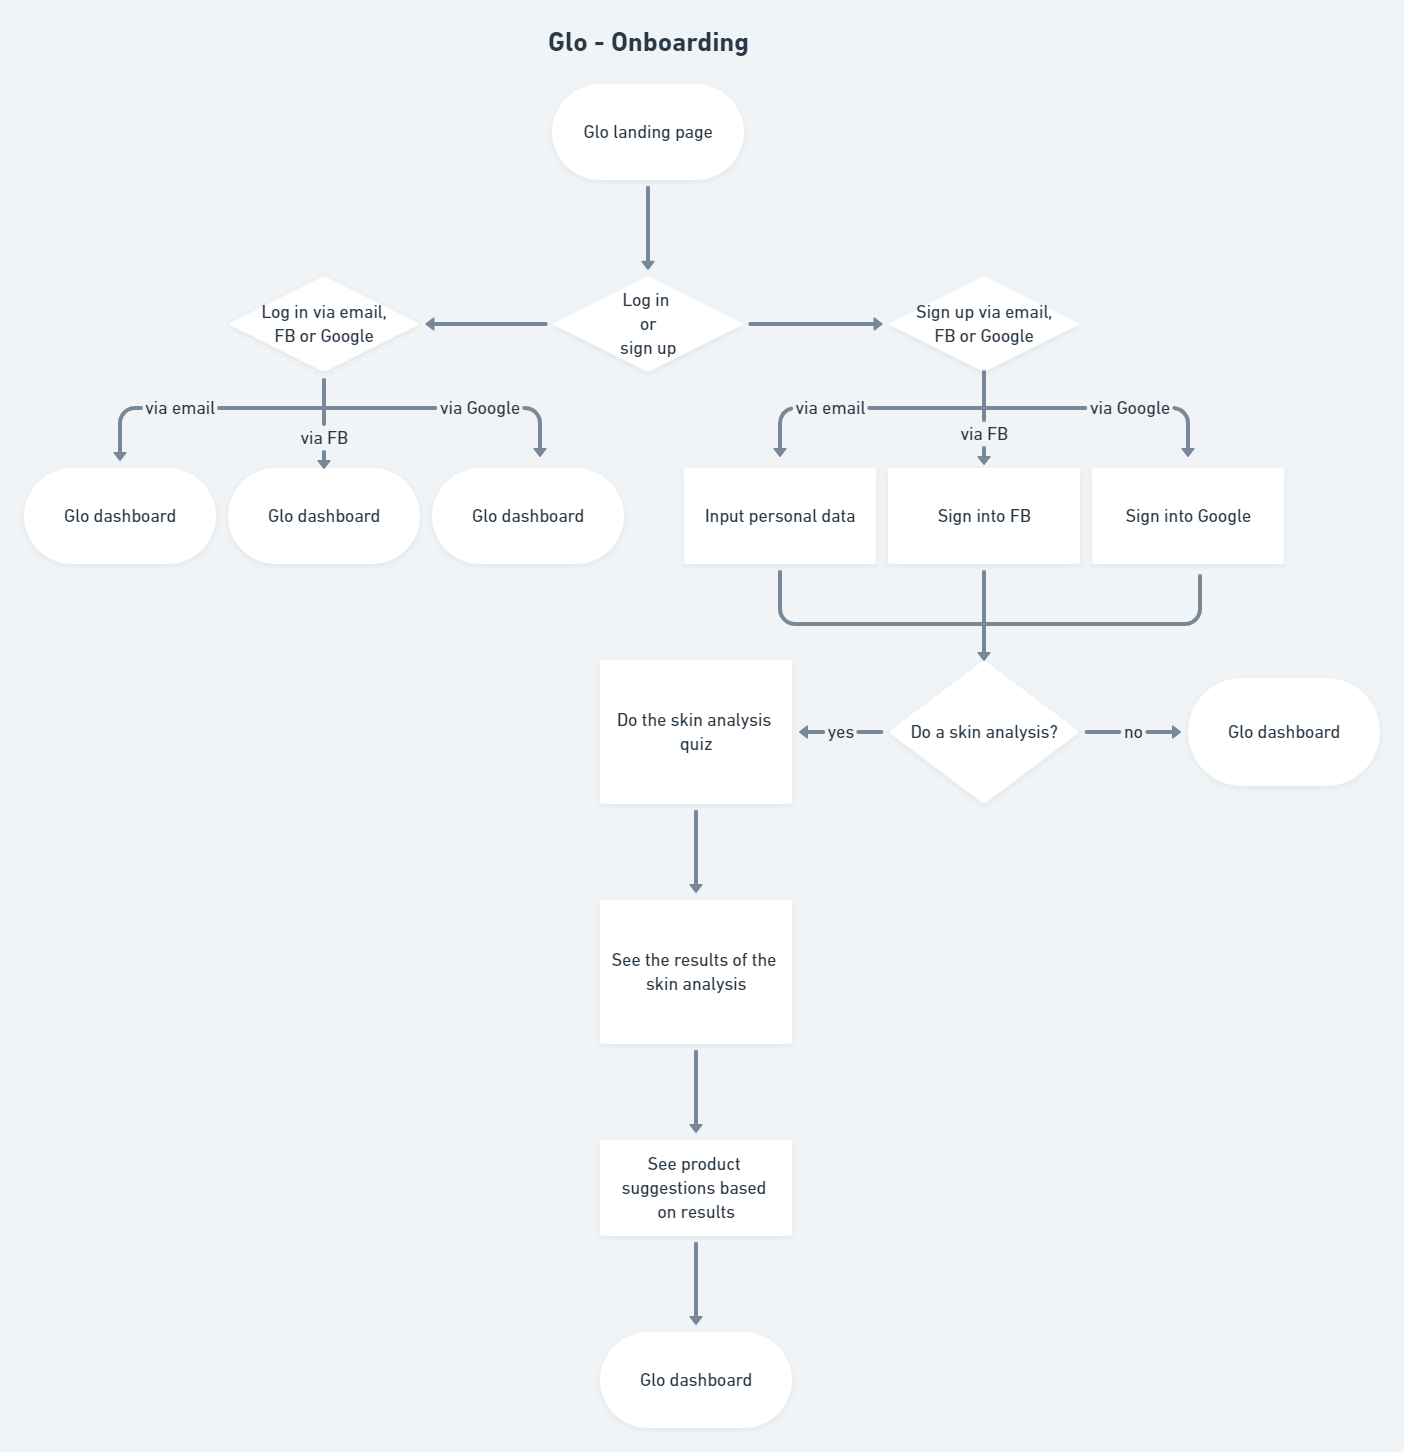 Glo - Onboarding
Glo landing page
Log in via email,
FB or Google
Log in
or
sign up
Sign up via email,
FB or Google
via email
via FB
via Google
via email
via FB
via Google
Glo dashboard
Glo dashboard
Glo dashboard
Input personal data
Sign into FB
Sign into Google
Do the skin analysis
quiz
yes
Do a skin analysis?
no
Glo dashboard
See the results of the
skin analysis
See product
suggestions based
on results
Glo dashboard